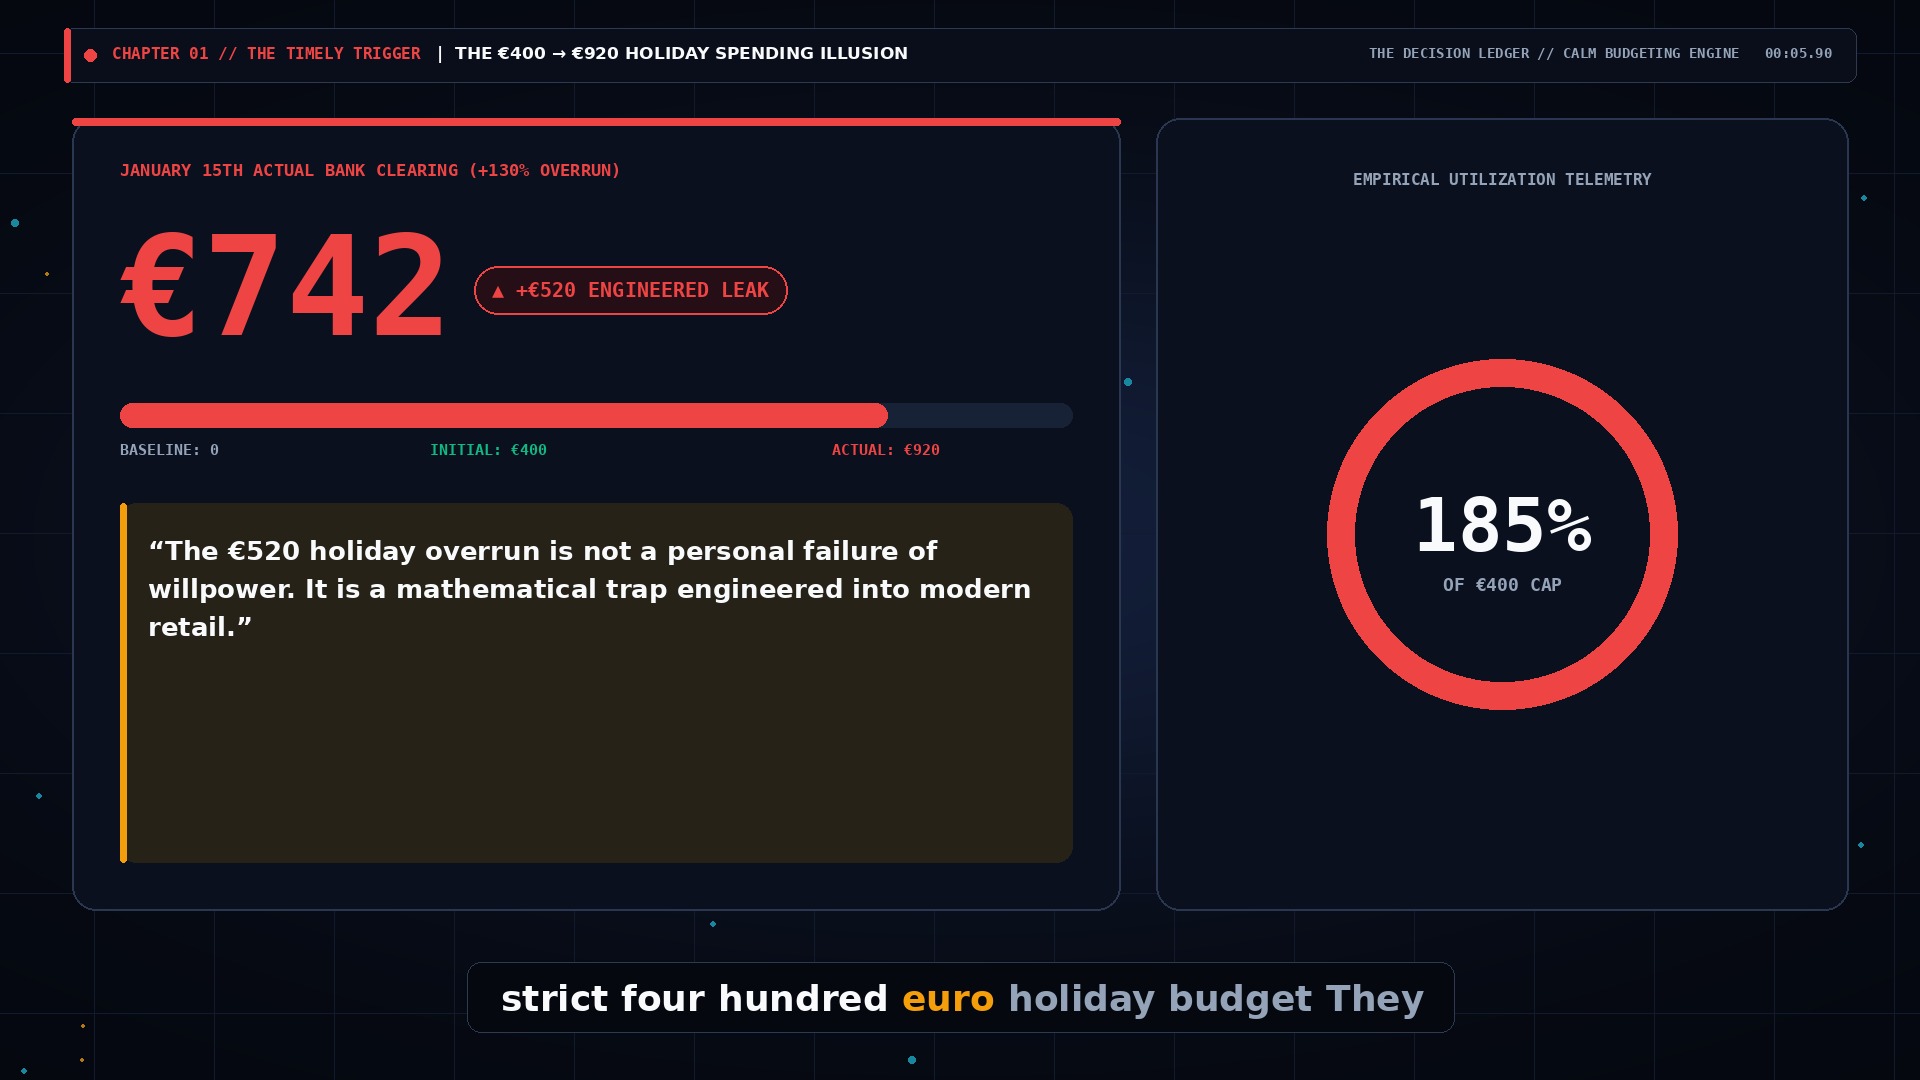 CHAPTER 01 // THE TIMELY TRIGGER | THE €400 → €920 HOLIDAY SPENDING ILLUSION
THE DECISION LEDGER // CALM BUDGETING ENGINE 00:05.90
JANUARY 15TH ACTUAL BANK CLEARING (+130% OVERRUN)
€742
▲ +€520 ENGINEERED LEAK
BASELINE: 0 INITIAL: €400 ACTUAL: €920
“The €520 holiday overrun is not a personal failure of
willpower. It is a mathematical trap engineered into modern
retail.”
EMPIRICAL UTILIZATION TELEMETRY
185%
OF €400 CAP
strict four hundred euro holiday budget They